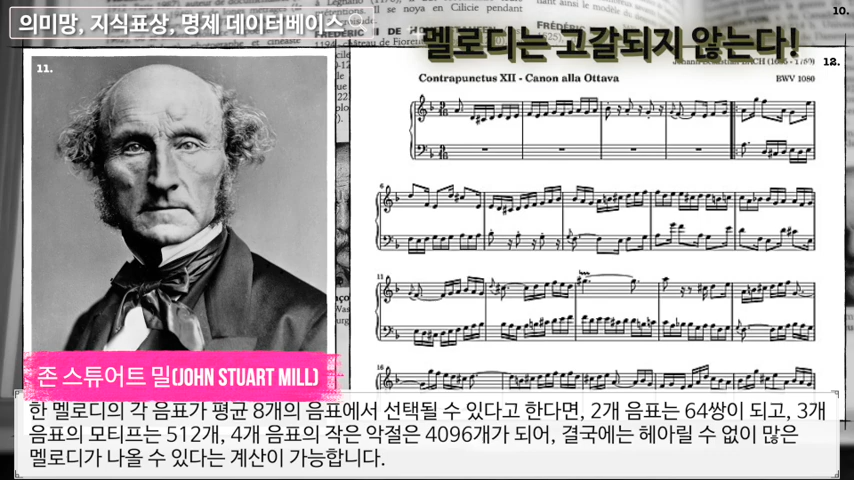 의미망, 지식표상, 명제 데이터베이스
멜로디는 고갈되지 않는다!
10.
11.
12.
Contrapunctus XII - Canon alla Ottava
BWV 1080
6
11
16
존 스튜어트 밀(JOHN STUART MILL)
한 멜로디의 각 음표가 평균 8개의 음표에서 선택될 수 있다고 한다면, 2개 음표는 64쌍이 되고, 3개
음표의 모티프는 512개, 4개 음표의 작은 악절은 4096개가 되어, 결국에는 헤아릴 수 없이 많은
멜로디가 나올 수 있다는 계산이 가능합니다.